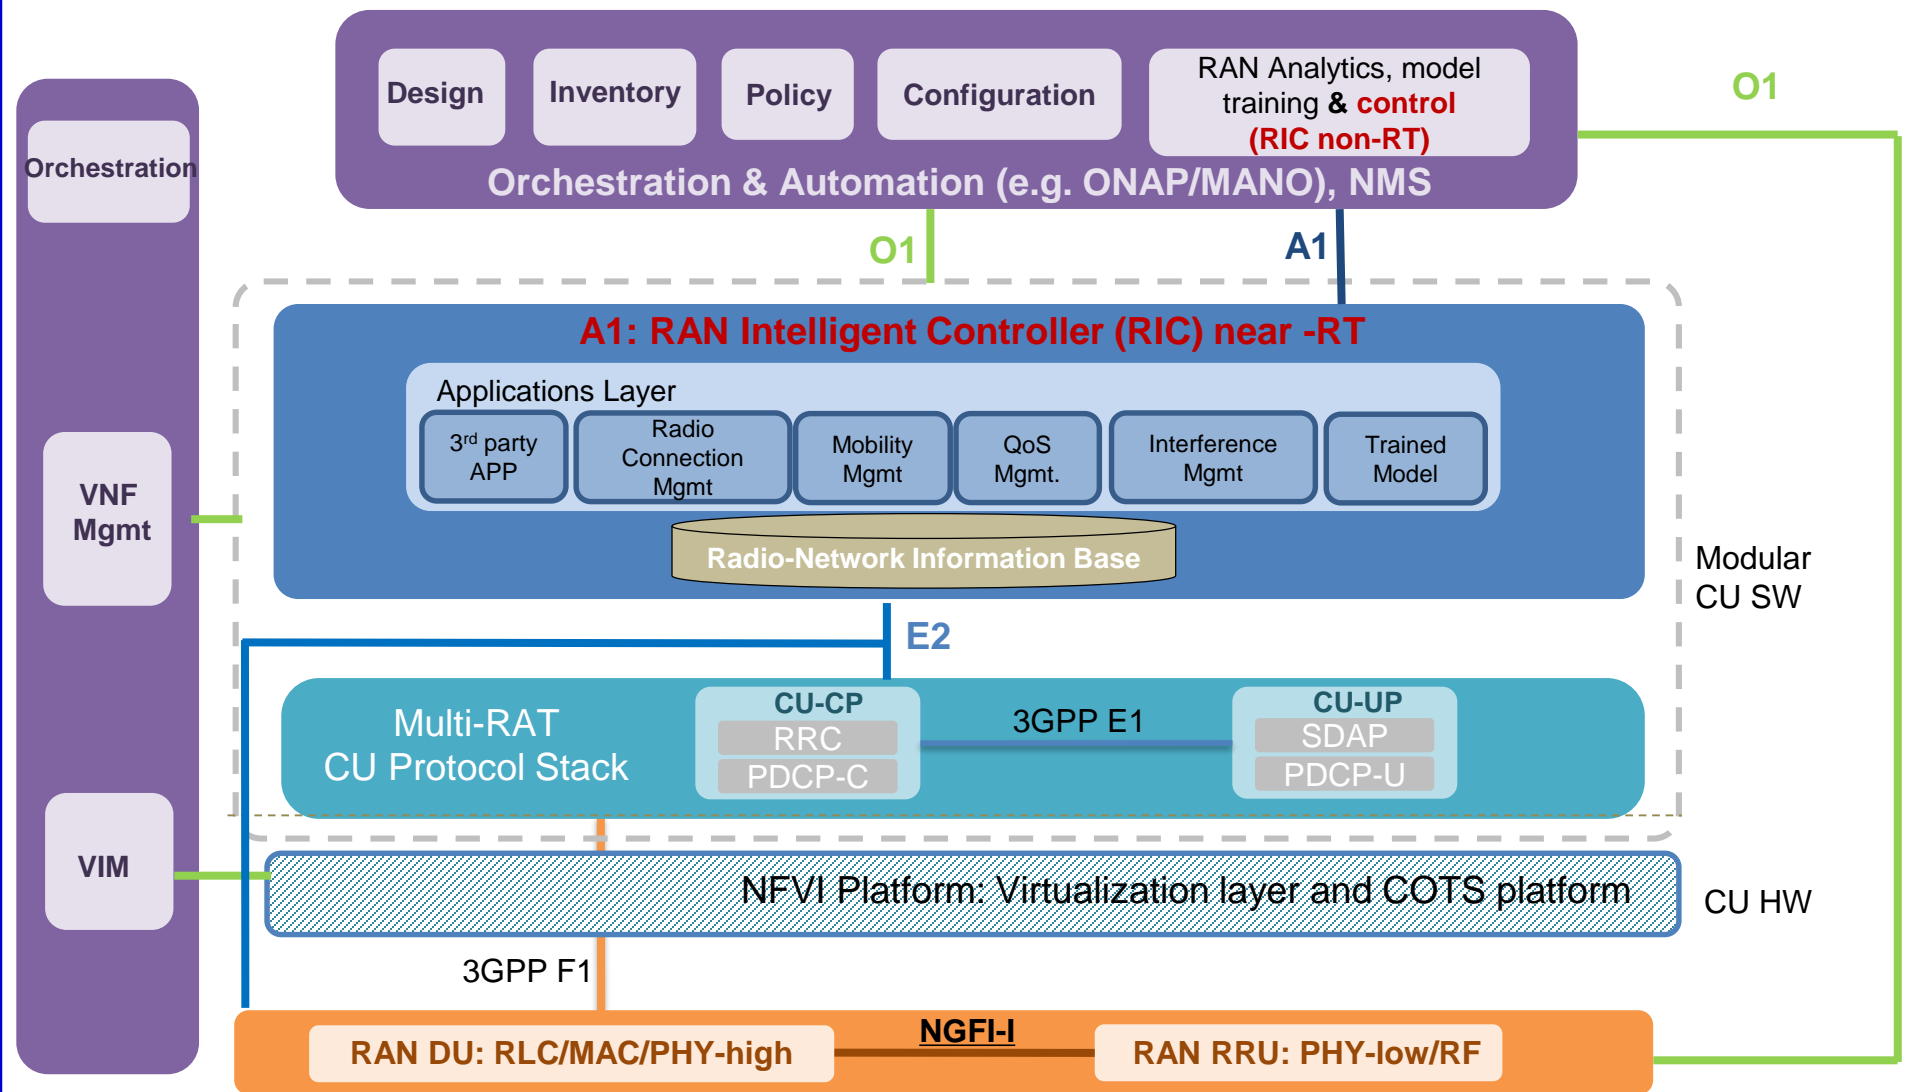 Design
Inventory
Policy
Configuration
RAN Analytics, model
training & control
(RIC non-RT)
Orchestration & Automation (e.g. ONAP/MANO), NMS
O1
Orchestration
O1
A1
A1: RAN Intelligent Controller (RIC) near -RT
Applications Layer
3rd party
APP
Radio
Connection
Mgmt
Mobility
Mgmt
QoS
Mgmt.
Interference
Mgmt
Trained
Model
VNF
Mgmt
Radio-Network Information Base
Modular
CU SW
E2
Multi-RAT
CU Protocol Stack
CU-CP
RRC
PDCP-C
3GPP E1
CU-UP
SDAP
PDCP-U
VIM
NFVI Platform: Virtualization layer and COTS platform
CU HW
3GPP F1
RAN DU: RLC/MAC/PHY-high
NGFI-I
RAN RRU: PHY-low/RF